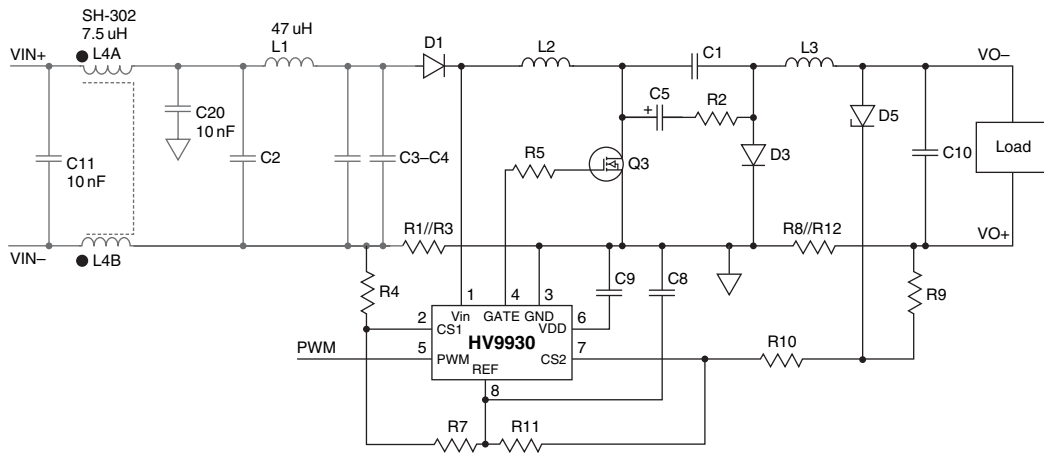 SH-302
7.5 uH
L4A
VIN+
47 uH
L1
D1
L2
C1
L3
VO–
C20
10 nF
C5
+
R2
D5
C11
10 nF
C2
C3–C4
R5
Q3
D3
C10
Load
VIN–
L4B
R1//R3
R8//R12
VO+
R4
C9
C8
R9
1
4
3
2
Vin
GATE
GND
6
CS1
VDD
HV9930
PWM
5
PWM
CS2
7
REF
R10
8
R7
R11